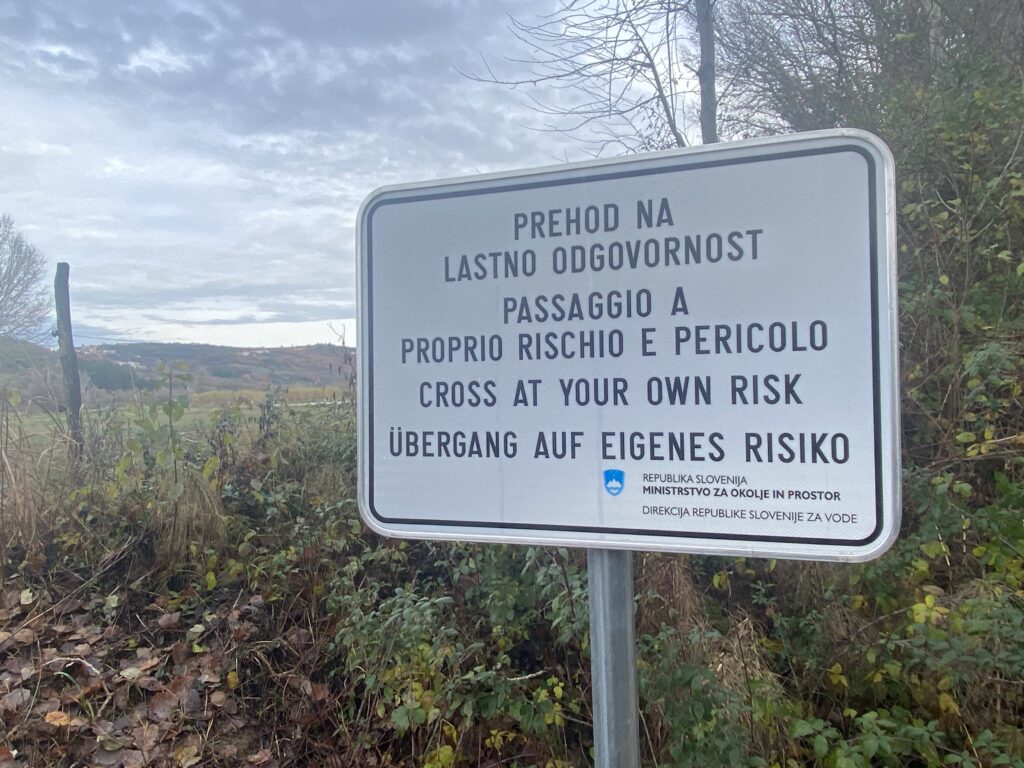 PREHOD NA
LASTNO ODGOVORNOST
PASSAGGIO A
PROPRIO RISCHIO E PERICOLO
CROSS AT YOUR OWN RISK
ÜBERGANG AUF EIGENES RISIKO
REPUBLIKA SLOVENIJA
MINISTRSTVO ZA OKOLJE IN PROSTOR
DIREKCIJA REPUBLIKE SLOVENIJE ZA VODE